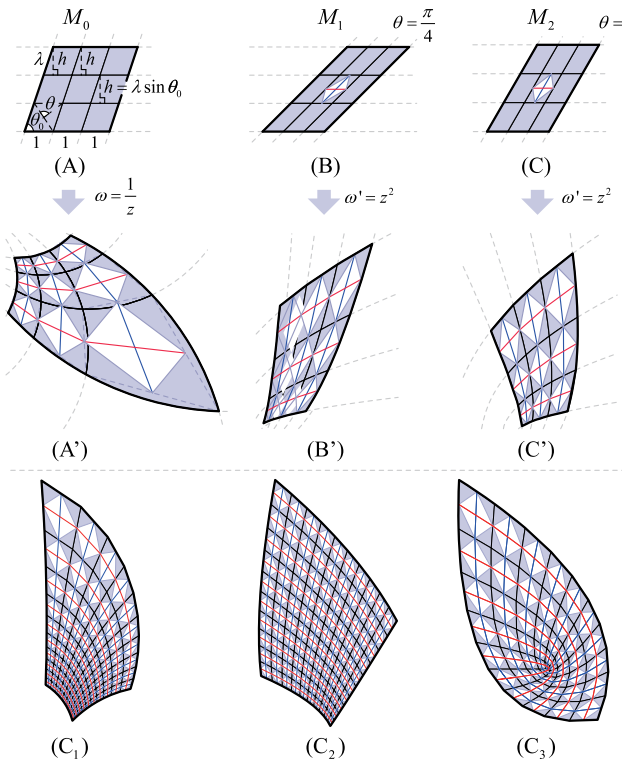 M₀ M₁ θ = π/4 M₂ θ =
λ h h
h = λ sin θ₀
θ
θ₀
1 1 1
(A) (B) (C)
ω = 1/z ω' = z² ω' = z²
(A’) (B’) (C’)
(C₁) (C₂) (C₃)